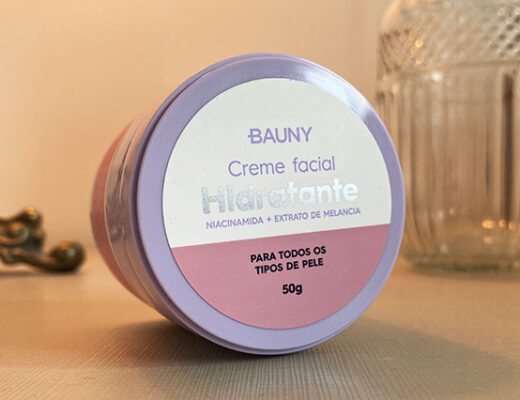 BAUNY
Creme facial
Hidratante
NIACINAMIDA + EXTRATO DE MELANCIA
PARA TODOS OS
TIPOS DE PELE
50g